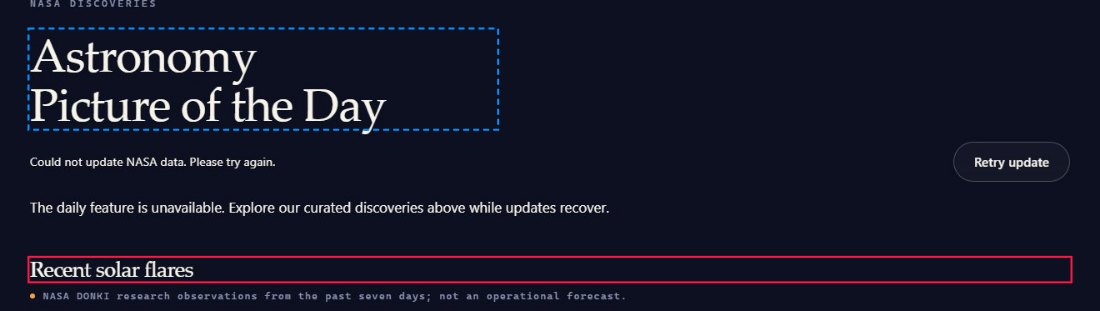 NASA DISCOVERIES
Astronomy
Picture of the Day
Could not update NASA data. Please try again.
Retry update
The daily feature is unavailable. Explore our curated discoveries above while updates recover.
Recent solar flares
NASA DONKI research observations from the past seven days; not an operational forecast.